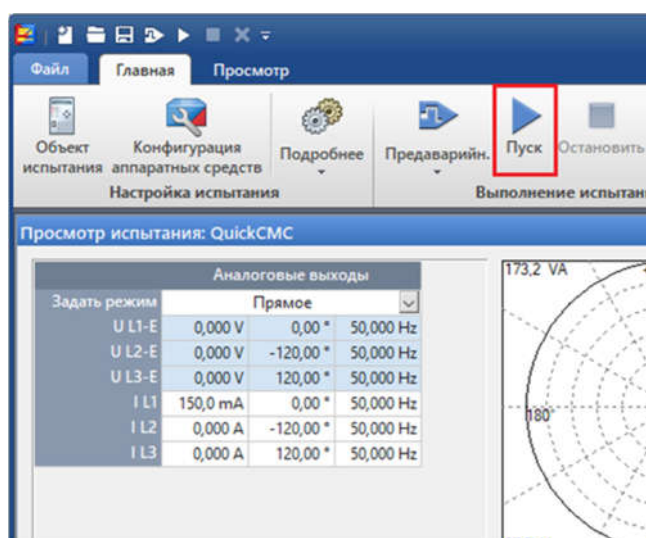 Файл Главная Просмотр
Объект испытания
Конфигурация аппаратных средств
Подробнее
Предаварийн.
Пуск
Остановить
Настройка испытания
Выполнение испытан
Просмотр испытания: QuickCMC
Аналоговые выходы
Задать режим Прямое
U L1-E 0,000 V 0,00 ° 50,000 Hz
U L2-E 0,000 V -120,00 ° 50,000 Hz
U L3-E 0,000 V 120,00 ° 50,000 Hz
I L1 150,0 mA 0,00 ° 50,000 Hz
I L2 0,000 A -120,00 ° 50,000 Hz
I L3 0,000 A 120,00 ° 50,000 Hz
173,2 VA
180°